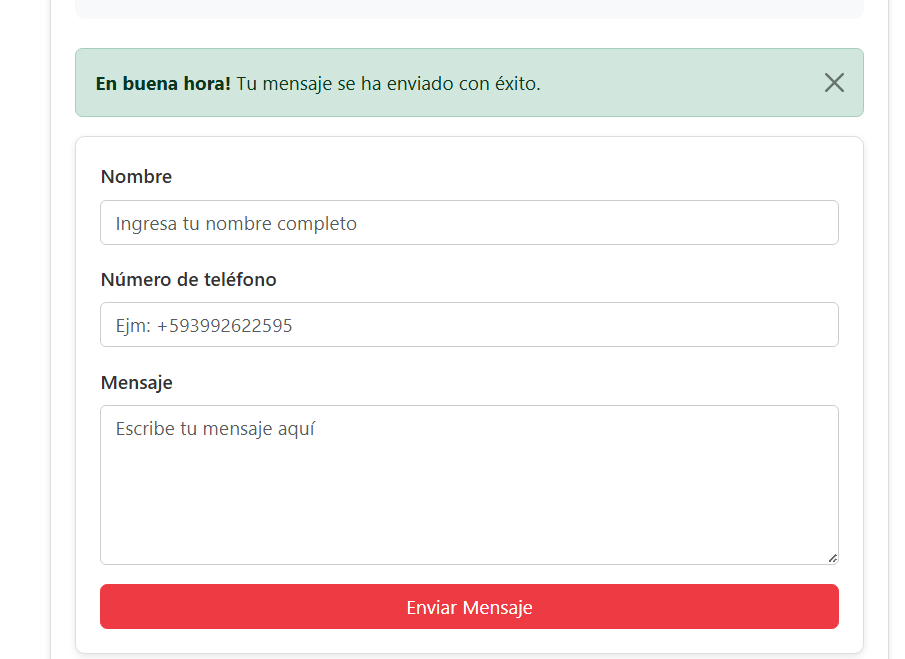 En buena hora! Tu mensaje se ha enviado con éxito.
Nombre
Ingresa tu nombre completo
Número de teléfono
Ejm: +593992622595
Mensaje
Escribe tu mensaje aquí
Enviar Mensaje